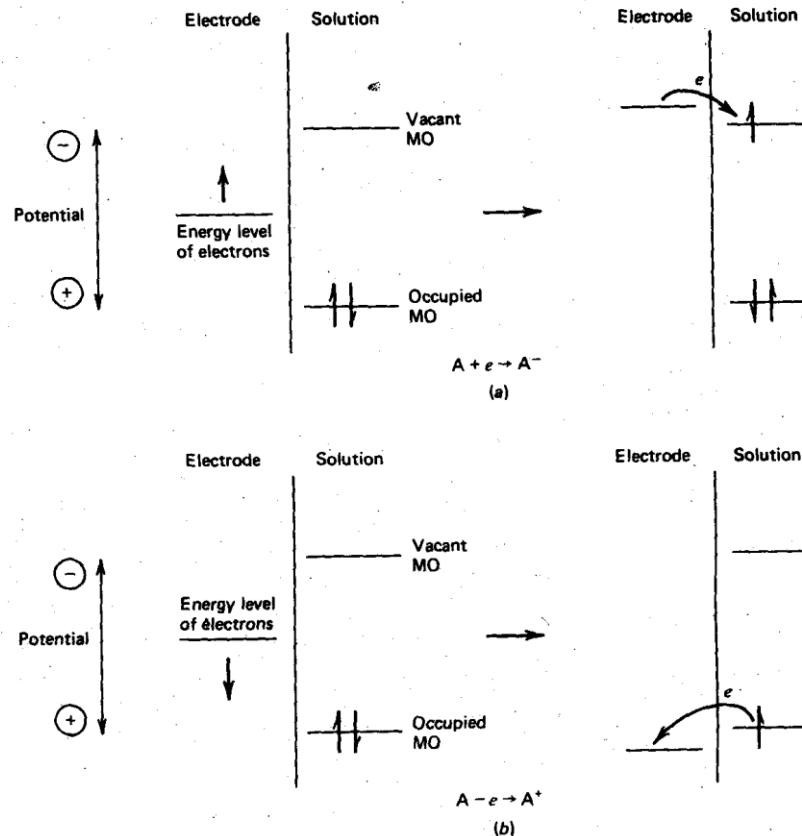 Electrode Solution
Electrode Solution
e
Vacant
MO
−
Potential
Energy level
of electrons
+
Occupied
MO
A + e → A⁻
(a)
Electrode Solution
Electrode Solution
Vacant
MO
−
Energy level
of electrons
Potential
e
+
Occupied
MO
A − e → A⁺
(b)